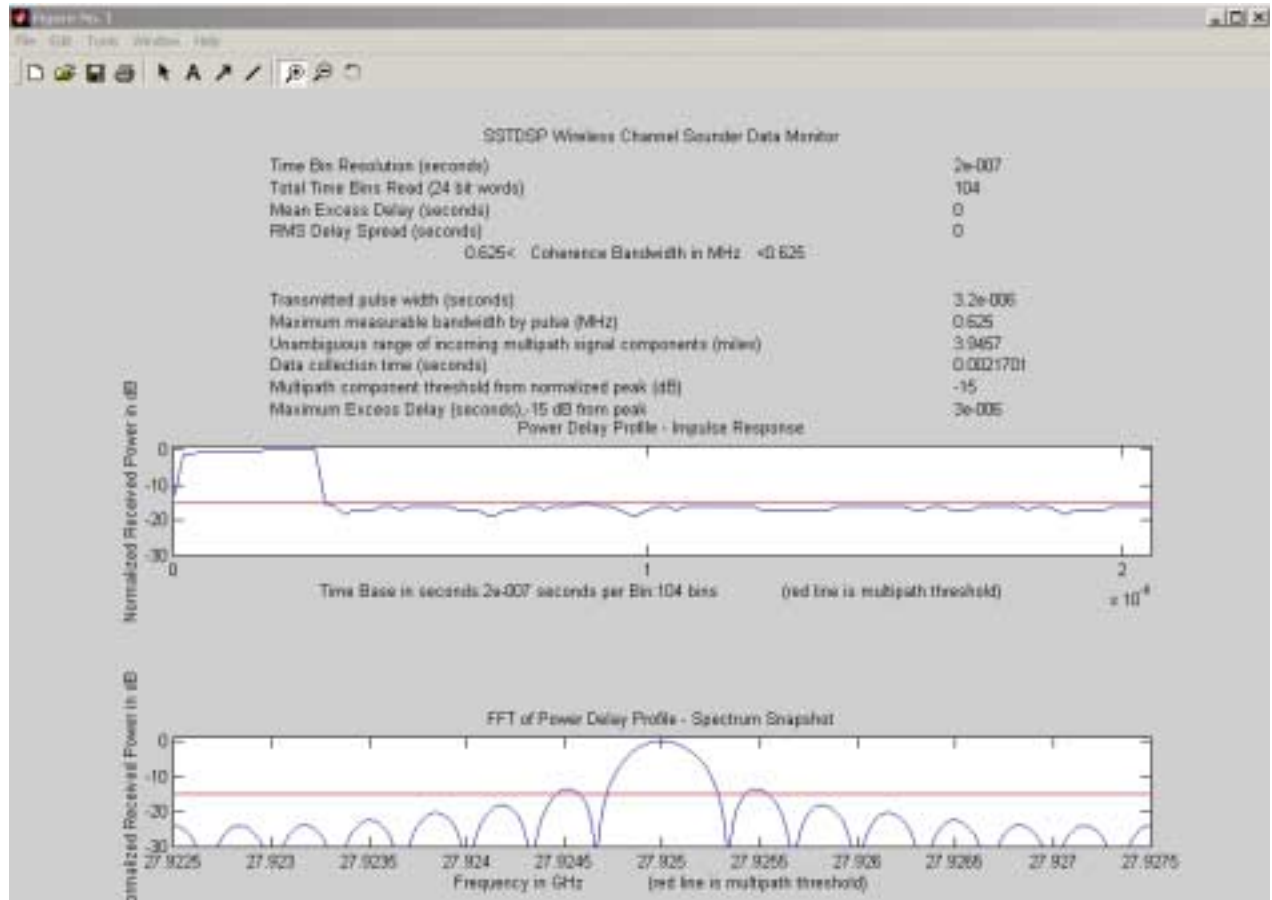 Figure No. 1
File Edit Tools Window Help
A
SSTDSP Wireless Channel Sounder Data Monitor
Time Bin Resolution (seconds) 2e-007
Total Time Bins Read (24 bit words) 104
Mean Excess Delay (seconds) 0
RMS Delay Spread (seconds) 0
0.625< Coherence Bandwidth in MHz <0.625
Transmitted pulse width (seconds) 3.2e-006
Maximum measurable bandwidth by pulse (MHz) 0.625
Unambiguous range of incoming multipath signal components (miles) 3.9457
Data collection time (seconds) 0.0021701
Multipath component threshold from normalized peak (dB) -15
Maximum Excess Delay (seconds),-15 dB from peak 3e-006
Power Delay Profile - Impulse Response
Normalized Received Power in dB
0
-10
-20
-30
0 1 2
Time Base in seconds 2e-007 seconds per Bin:104 bins (red line is multipath threshold)
FFT of Power Delay Profile - Spectrum Snapshot
Normalized Received Power in dB
0
-10
-20
-30
27.9225 27.923 27.9235 27.924 27.9245 27.925 27.9255 27.926 27.9265 27.927 27.9275
Frequency in GHz (red line is multipath threshold)